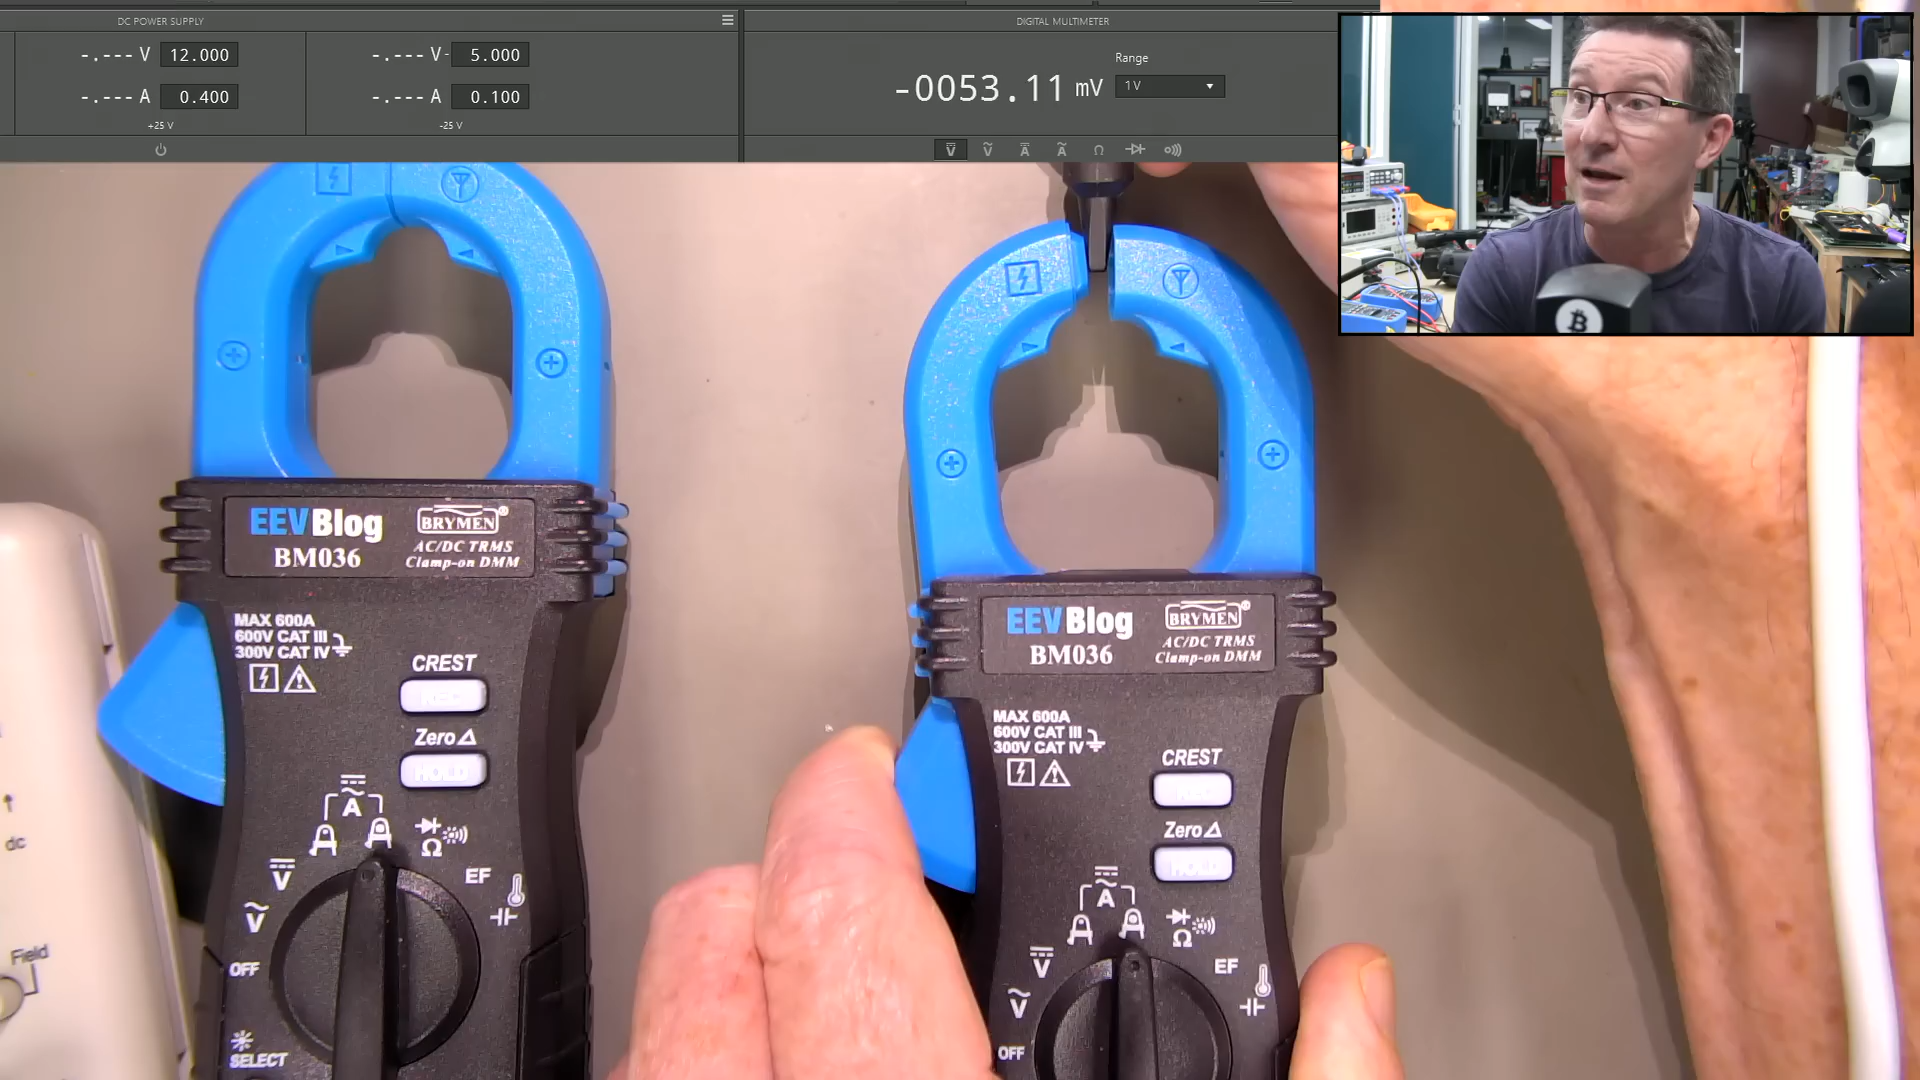 DC POWER SUPPLY
-.--- V 12.000
-.--- V- 5.000
-.--- A 0.400
-.--- A 0.100
+25 V
-25 V
DIGITAL MULTIMETER
Range
-0053.11 mV
1V
V V A A Ω
EEVBlog
BM036
BRYMEN
AC/DC TRMS
Clamp-on DMM
MAX 600A
600V CAT III
300V CAT IV
CREST
REC
Zero Δ
HOLD
A
V
V
OFF
SELECT
Ω
EF
dc
Field
EEVBlog
BM036
BRYMEN
AC/DC TRMS
Clamp-on DMM
MAX 600A
600V CAT III
300V CAT IV
CREST
Zero Δ
HOLD
A
V
V
OFF
Ω
EF